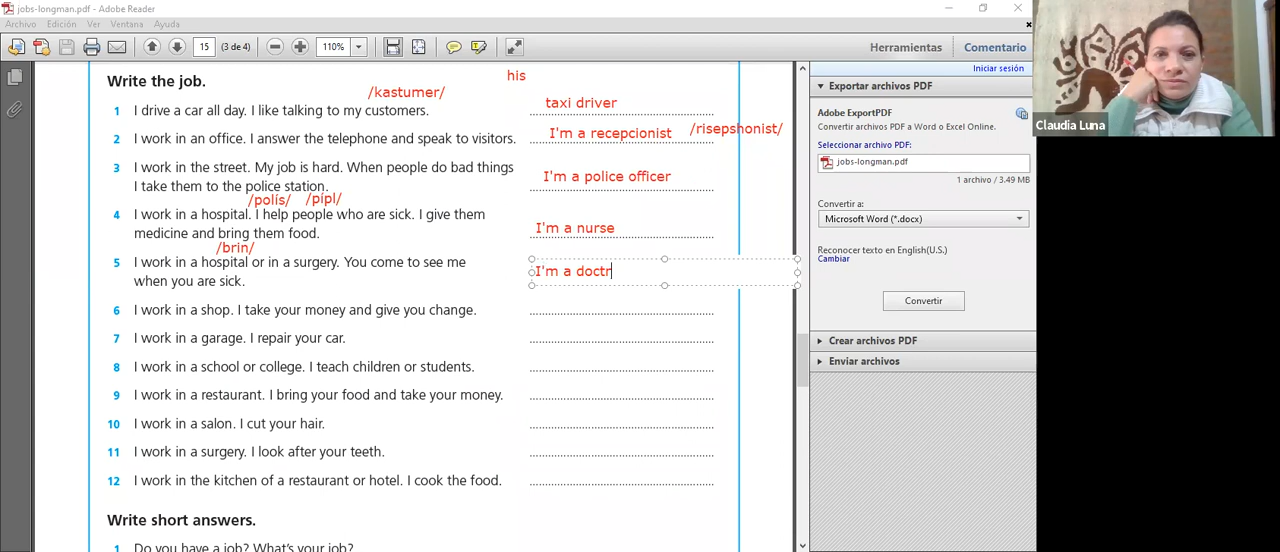 jobs-longman.pdf - Adobe Reader
Archivo Edición Ver Ventana Ayuda
15 (3 de 4) 110% Herramientas Comentario
Iniciar sesión
Write the job.
his
/kastumer/
1 I drive a car all day. I like talking to my customers.
taxi driver
2 I work in an office. I answer the telephone and speak to visitors.
I'm a recepcionist /risepshonist/
3 I work in the street. My job is hard. When people do bad things
I take them to the police station.
I'm a police officer
/polís/ /pípl/
4 I work in a hospital. I help people who are sick. I give them
medicine and bring them food.
I'm a nurse
/brin/
5 I work in a hospital or in a surgery. You come to see me
when you are sick.
I'm a doctr
6 I work in a shop. I take your money and give you change.
7 I work in a garage. I repair your car.
8 I work in a school or college. I teach children or students.
9 I work in a restaurant. I bring your food and take your money.
10 I work in a salon. I cut your hair.
11 I work in a surgery. I look after your teeth.
12 I work in the kitchen of a restaurant or hotel. I cook the food.
Write short answers.
1 Do you have a job? What's your job?
Exportar archivos PDF
Adobe ExportPDF
Convertir archivos PDF a Word o Excel Online.
Seleccionar archivo PDF:
jobs-longman.pdf
1 archivo / 3.49 MB
Convertir a:
Microsoft Word (*.docx)
Reconocer texto en English(U.S.)
Cambiar
Convertir
Crear archivos PDF
Enviar archivos
Claudia Luna